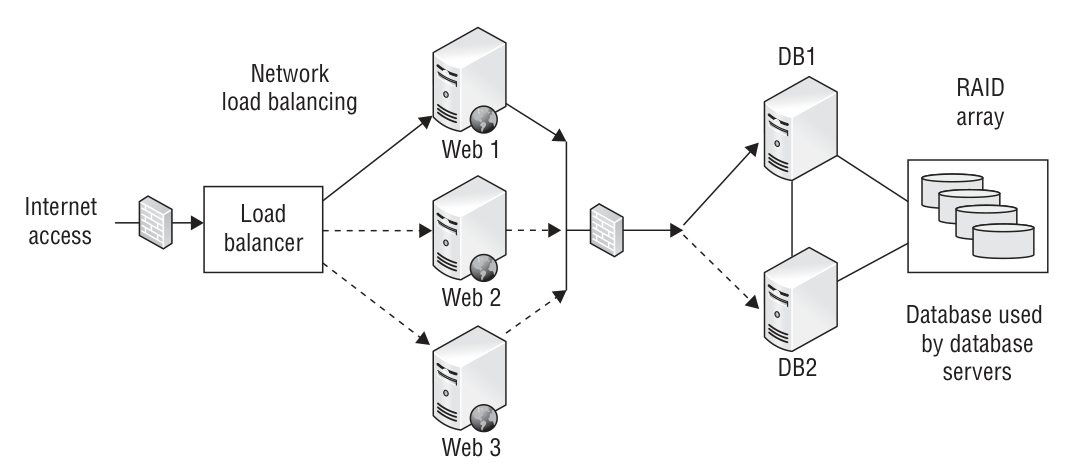 Internet
access
Load
balancer
Network
load balancing
Web 1
Web 2
Web 3
DB1
DB2
RAID
array
Database used
by database
servers